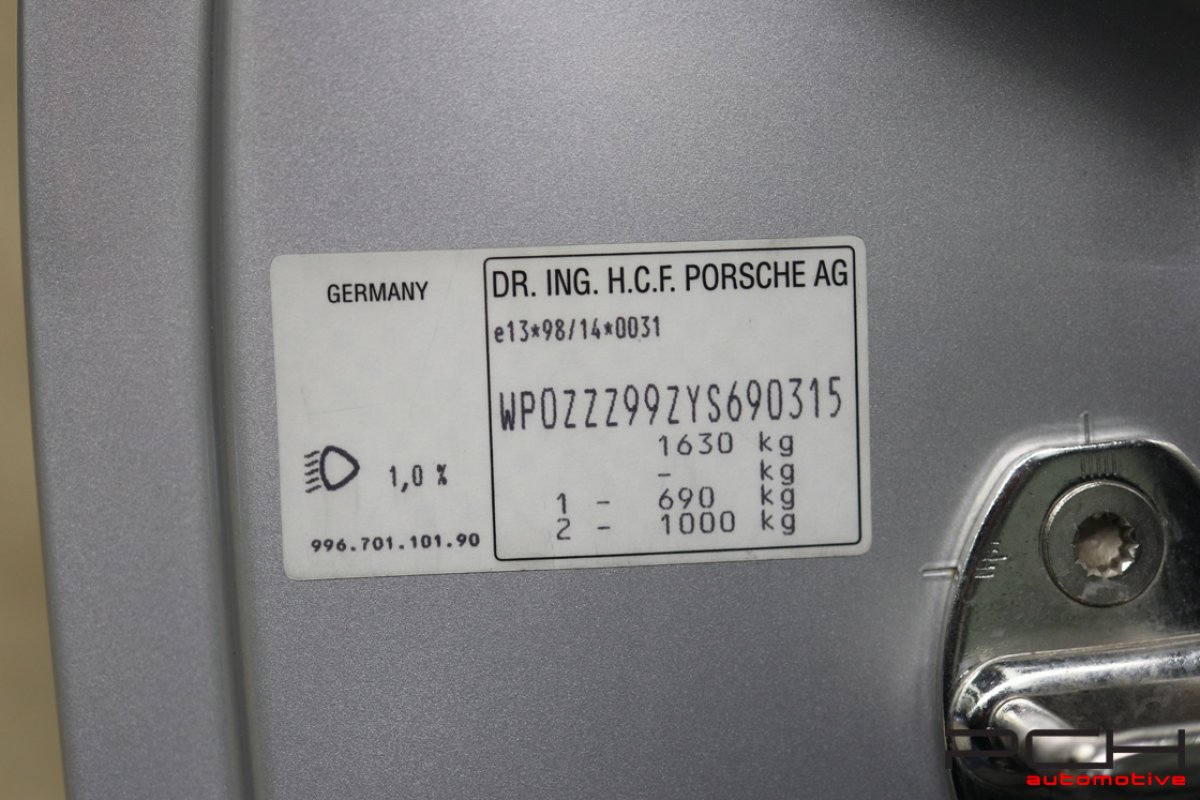 GERMANY
1,0 %
996.701.101.90
DR. ING. H.C.F. PORSCHE AG
e13*98/14*0031
WP0ZZZ99ZYS690315
1630 kg
- kg
1 - 690 kg
2 - 1000 kg
PCH
automotive